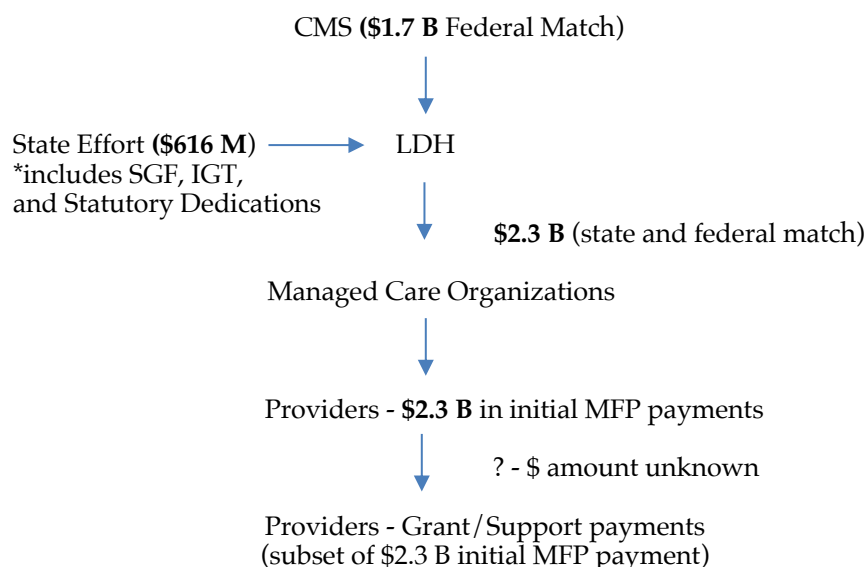 CMS ($1.7 B Federal Match)
State Effort ($616 M)
*includes SGF, IGT,
and Statutory Dedications
LDH
$2.3 B (state and federal match)
Managed Care Organizations
Providers - $2.3 B in initial MFP payments
? - $ amount unknown
Providers - Grant/Support payments
(subset of $2.3 B initial MFP payment)